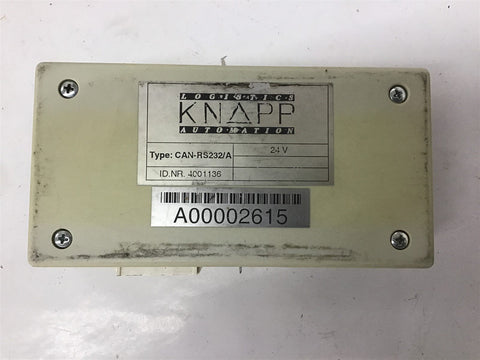 LOGISTICS
KNAPP
AUTOMATION
Type: CAN-RS232/A 24 V
ID.NR. 4001136
A00002615